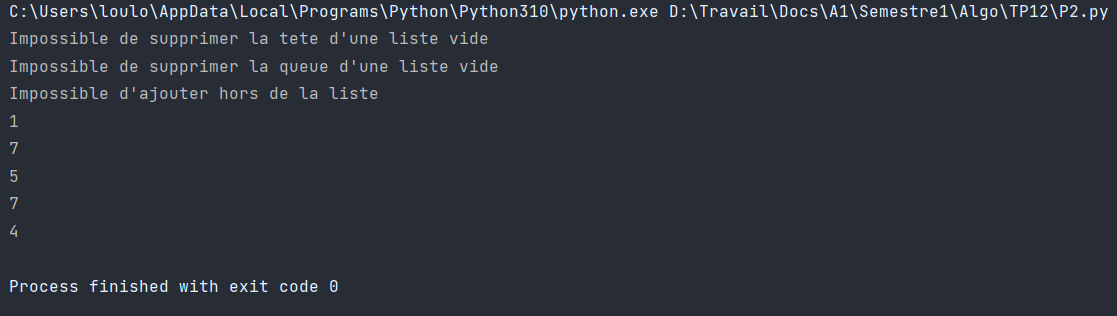 C:\Users\loulo\AppData\Local\Programs\Python\Python310\python.exe D:\Travail\Docs\A1\Semestre1\Algo\TP12\P2.py
Impossible de supprimer la tete d'une liste vide
Impossible de supprimer la queue d'une liste vide
Impossible d'ajouter hors de la liste
1
7
5
7
4
Process finished with exit code 0